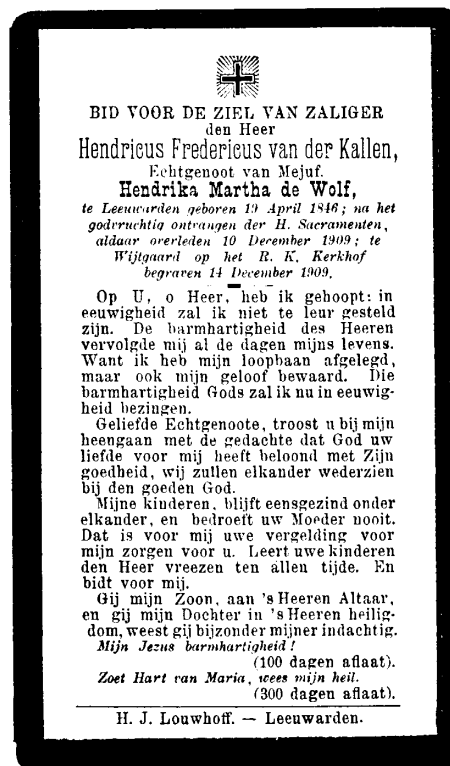 BID VOOR DE ZIEL VAN ZALIGER
den Heer
Hendricus Fredericus van der Kallen,
Echtgenoot van Mejuf.
Hendrika Martha de Wolf,
te Leeuwarden geboren 19 April 1846; na het
godvruchtig ontvangen der H. Sacramenten,
aldaar overleden 10 December 1909; te
Wijtgaard op het R. K. Kerkhof
begraven 14 December 1909.
Op U, o Heer, heb ik gehoopt: in
eeuwigheid zal ik niet te leur gesteld
zijn. De barmhartigheid des Heeren
vervolgde mij al de dagen mijns levens.
Want ik heb mijn loopbaan afgelegd,
maar ook mijn geloof bewaard. Die
barmhartigheid Gods zal ik nu in eeuwig-
heid bezingen.
Geliefde Echtgenoote, troost u bij mijn
heengaan met de gedachte dat God uw
liefde voor mij heeft beloond met Zijn
goedheid, wij zullen elkander wederzien
bij den goeden God.
Mijne kinderen, blijft eensgezind onder
elkander, en bedroeft uw Moeder nooit.
Dat is voor mij uwe vergelding voor
mijn zorgen voor u. Leert uwe kinderen
den Heer vreezen ten allen tijde. En
bidt voor mij.
Gij mijn Zoon, aan 's Heeren Altaar,
en gij mijn Dochter in 's Heeren heilig-
dom, weest gij bijzonder mijner indachtig.
Mijn Jezus barmhartigheid!
(100 dagen aflaat).
Zoet Hart van Maria, wees mijn heil.
(300 dagen aflaat).
H. J. Louwhoff. — Leeuwarden.